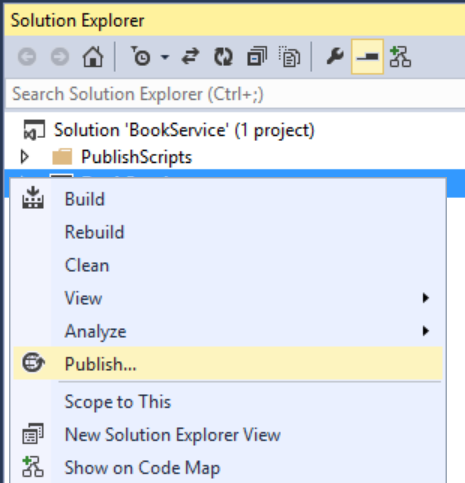 Solution Explorer
Search Solution Explorer (Ctrl+;)
Solution 'BookService' (1 project)
PublishScripts
Build
Rebuild
Clean
View
Analyze
Publish...
Scope to This
New Solution Explorer View
Show on Code Map